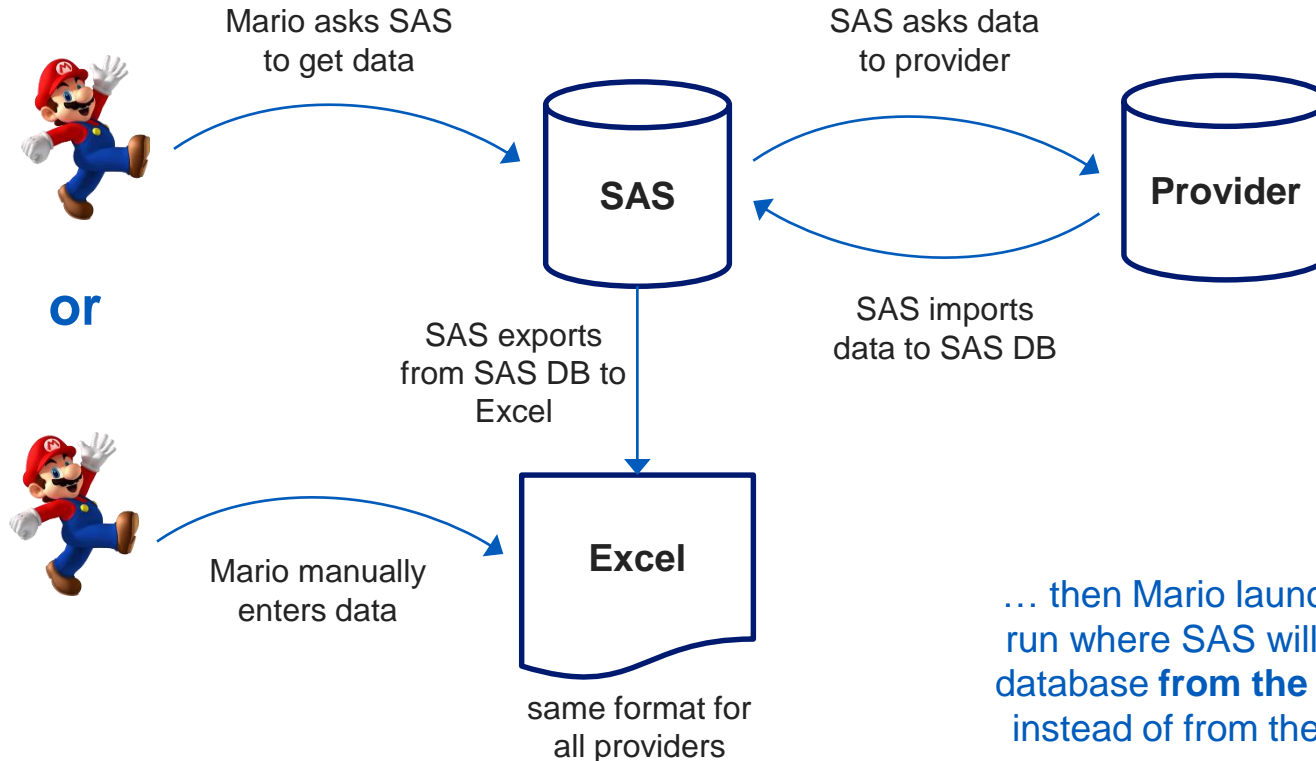 Mario asks SAS
to get data
SAS asks data
to provider
SAS
Provider
or
SAS exports
from SAS DB to
Excel
SAS imports
data to SAS DB
Mario manually
enters data
Excel
same format for
all providers
… then Mario
run where SAS will
database from the
instead of from the